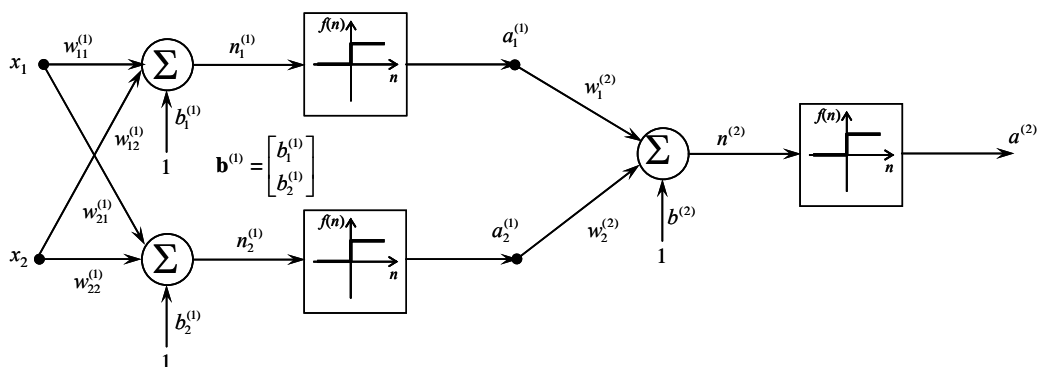 x₁
w₁₁⁽¹⁾
Σ
n₁⁽¹⁾
f(n)
n
a₁⁽¹⁾
w₁⁽²⁾
b₁⁽¹⁾
1
w₁₂⁽¹⁾
b⁽¹⁾ = [b₁⁽¹⁾
b₂⁽¹⁾]
w₂₁⁽¹⁾
x₂
w₂₂⁽¹⁾
Σ
n₂⁽¹⁾
f(n)
n
a₂⁽¹⁾
w₂⁽²⁾
b₂⁽¹⁾
1
Σ
b⁽²⁾
1
n⁽²⁾
f(n)
n
a⁽²⁾